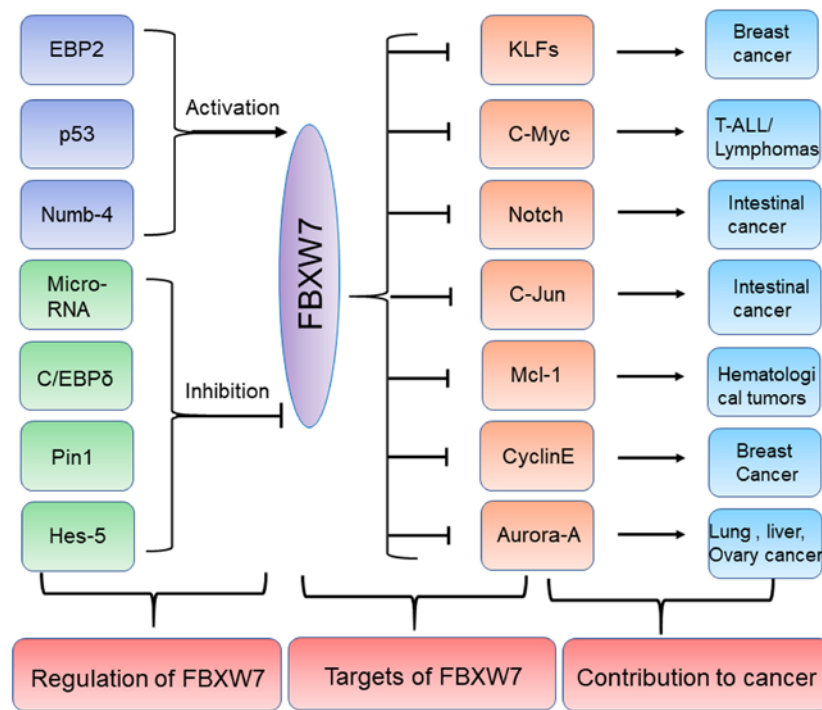 EBP2
p53
Numb-4
Micro-
RNA
C/EBPδ
Pin1
Hes-5
Activation
Inhibition
FBXW7
KLFs
C-Myc
Notch
C-Jun
Mcl-1
CyclinE
Aurora-A
Breast
cancer
T-ALL/
Lymphomas
Intestinal
cancer
Intestinal
cancer
Hematologi
cal tumors
Breast
Cancer
Lung , liver,
Ovary cancer
Regulation of FBXW7
Targets of FBXW7
Contribution to cancer